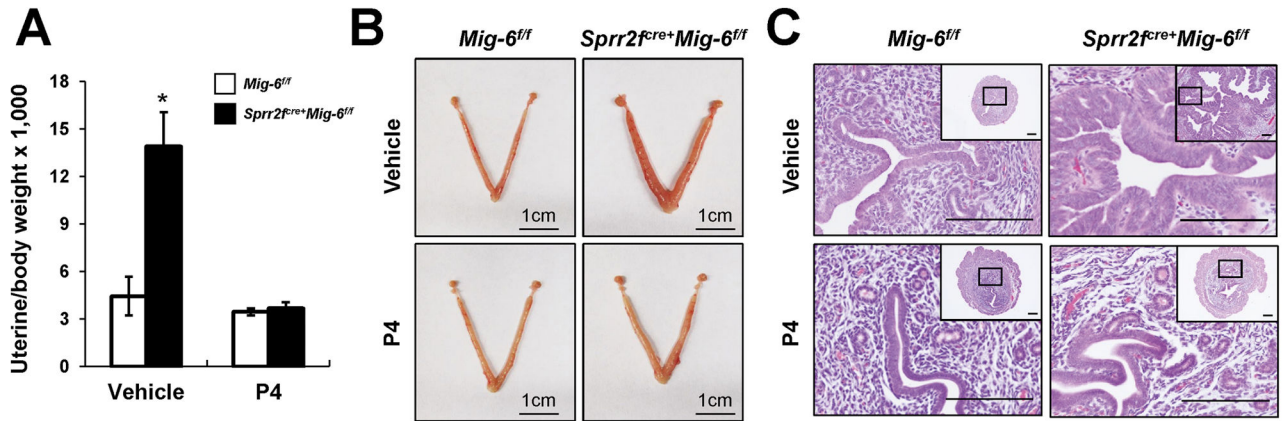 A
Uterine/body weight x 1,000
18
15
12
9
6
3
0
*
Mig-6f/f
Sprr2fcre+Mig-6f/f
Vehicle
P4
B
Mig-6f/f
Sprr2fcre+Mig-6f/f
Vehicle
1cm
1cm
P4
1cm
1cm
C
Mig-6f/f
Sprr2fcre+Mig-6f/f
Vehicle
P4